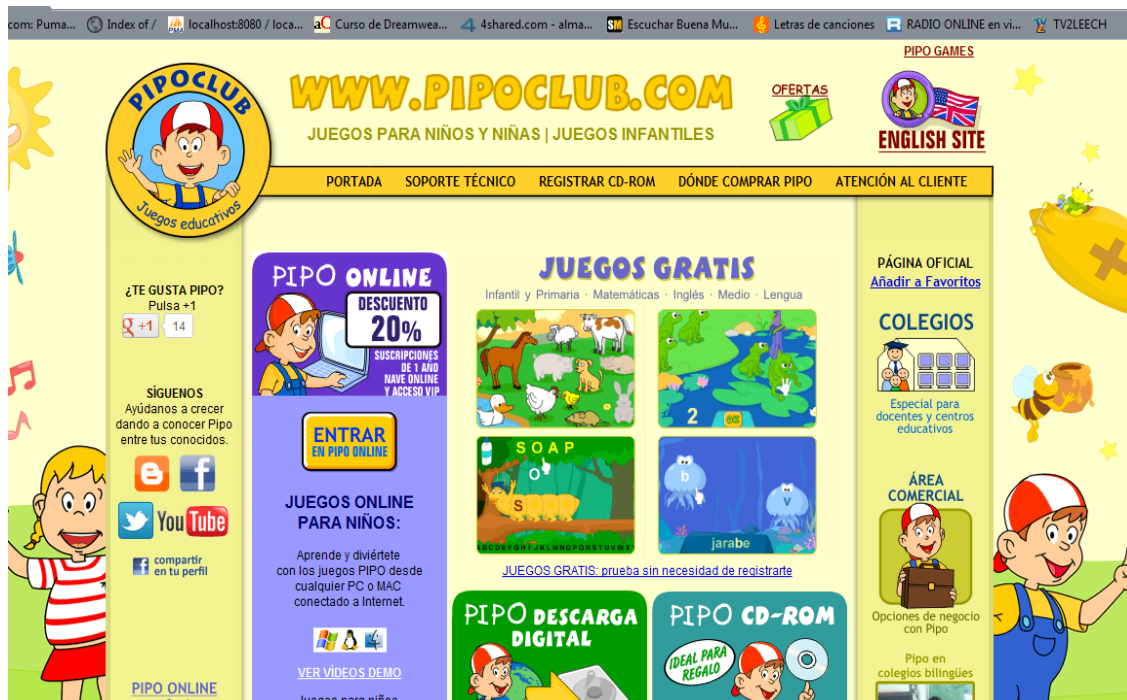 com: Puma...
Index of /
localhost:8080 / loca...
Curso de Dreamwea...
4shared.com - alma...
Escuchar Buena Mu...
Letras de canciones
RADIO ONLINE en vi...
TV2LEECH
PIPO GAMES
PIPOCLUB
Juegos educativos
WWW.PIPOCLUB.COM
JUEGOS PARA NIÑOS Y NIÑAS | JUEGOS INFANTILES
OFERTAS
ENGLISH SITE
PORTADA SOPORTE TÉCNICO REGISTRAR CD-ROM DÓNDE COMPRAR PIPO ATENCIÓN AL CLIENTE
¿TE GUSTA PIPO?
Pulsa +1
+1 14
SÍGUENOS
Ayúdanos a crecer
dando a conocer Pipo
entre tus conocidos.
YouTube
compartir
en tu perfil
PIPO ONLINE
PIPO ONLINE
DESCUENTO
20%
SUSCRIPCIONES
DE 1 AÑO
NAVE ONLINE
Y ACCESO VIP
ENTRAR
EN PIPO ONLINE
JUEGOS ONLINE
PARA NIÑOS:
Aprende y diviértete
con los juegos PIPO desde
cualquier PC o MAC
conectado a Internet.
VER VÍDEOS DEMO
Juegos para niños
JUEGOS GRATIS
Infantil y Primaria · Matemáticas · Inglés · Medio · Lengua
2 OK
SOAP
O
S
ABCDEFGHIJKLMNOPQRSTUVWX
b
v
jarabe
JUEGOS GRATIS: prueba sin necesidad de registrarte
PIPO DESCARGA
DIGITAL
PIPO CD-ROM
IDEAL PARA
REGALO
PÁGINA OFICIAL
Añadir a Favoritos
COLEGIOS
Especial para
docentes y centros
educativos
ÁREA
COMERCIAL
Opciones de negocio
con Pipo
Pipo en
colegios bilingües